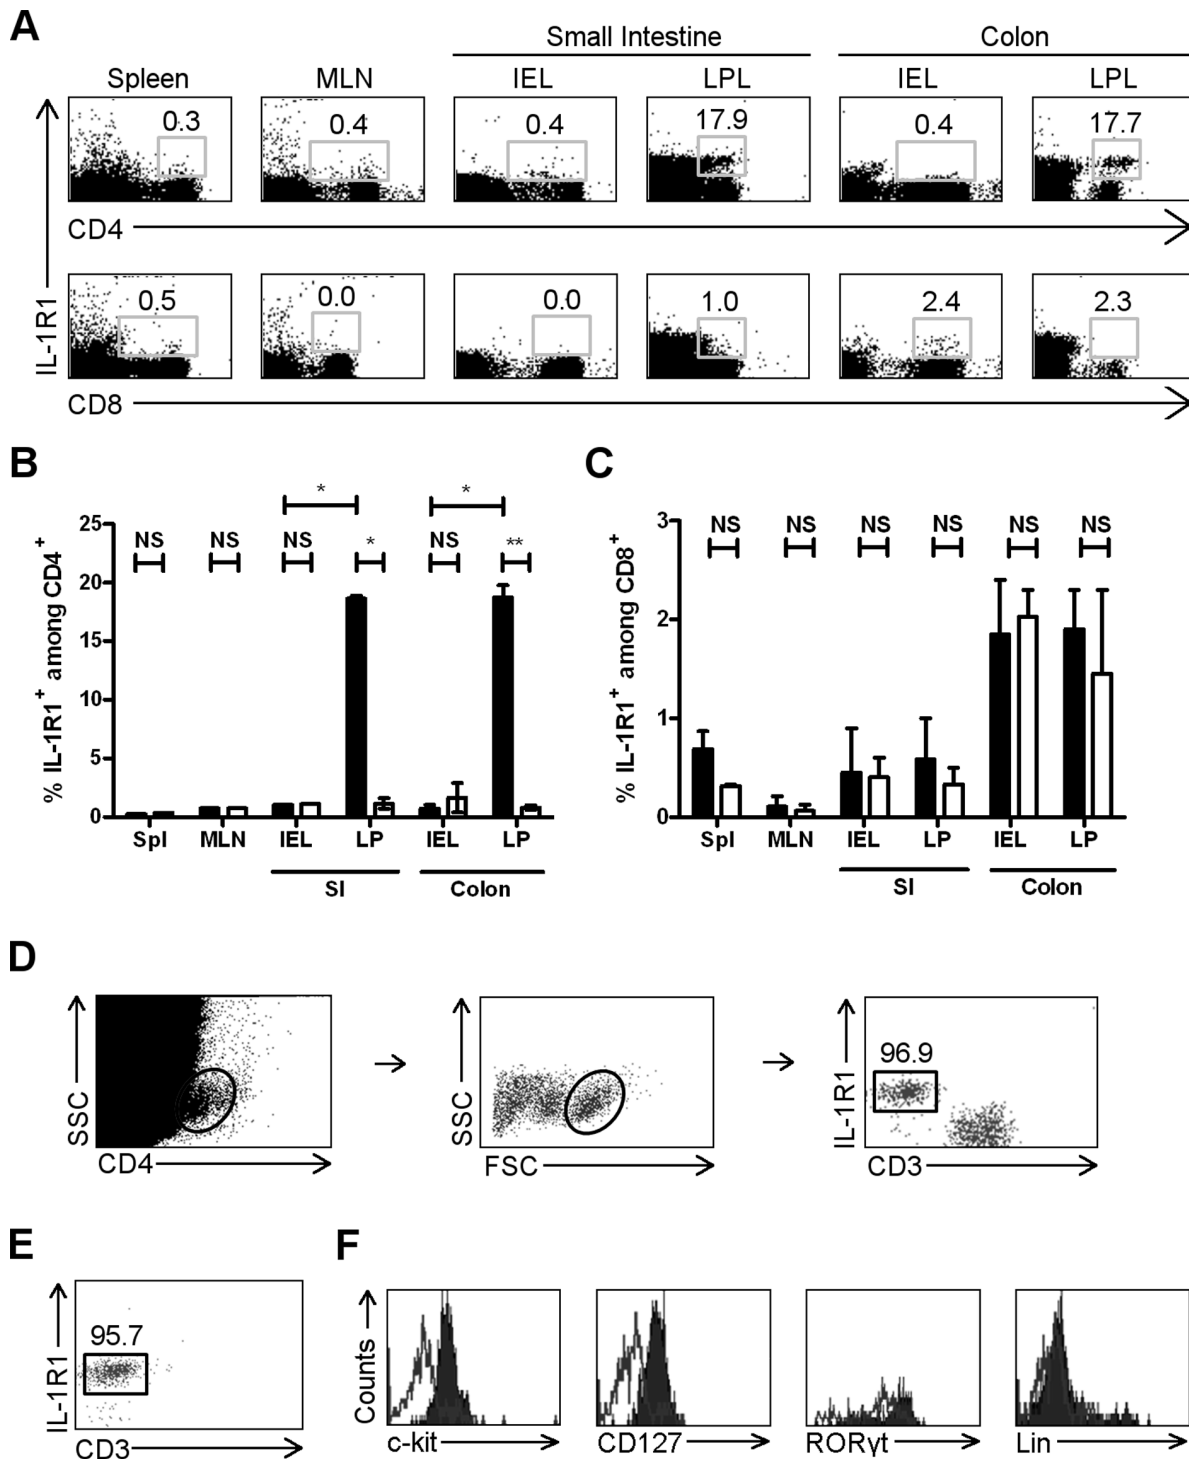 A
Small Intestine Colon
Spleen MLN IEL LPL IEL LPL
0.3 0.4 0.4 17.9 0.4 17.7
CD4
IL-1R1
0.5 0.0 0.0 1.0 2.4 2.3
CD8
B
* *
NS NS NS * NS **
25
20
15
10
5
0
% IL-1R1+ among CD4+
Spl MLN IEL LP IEL LP
SI Colon
C
NS NS NS NS NS NS
3
2
1
0
% IL-1R1+ among CD8+
Spl MLN IEL LP IEL LP
SI Colon
D
SSC
CD4
SSC
FSC
96.9
IL-1R1
CD3
E
95.7
IL-1R1
CD3
F
Counts
c-kit CD127 RORγt Lin